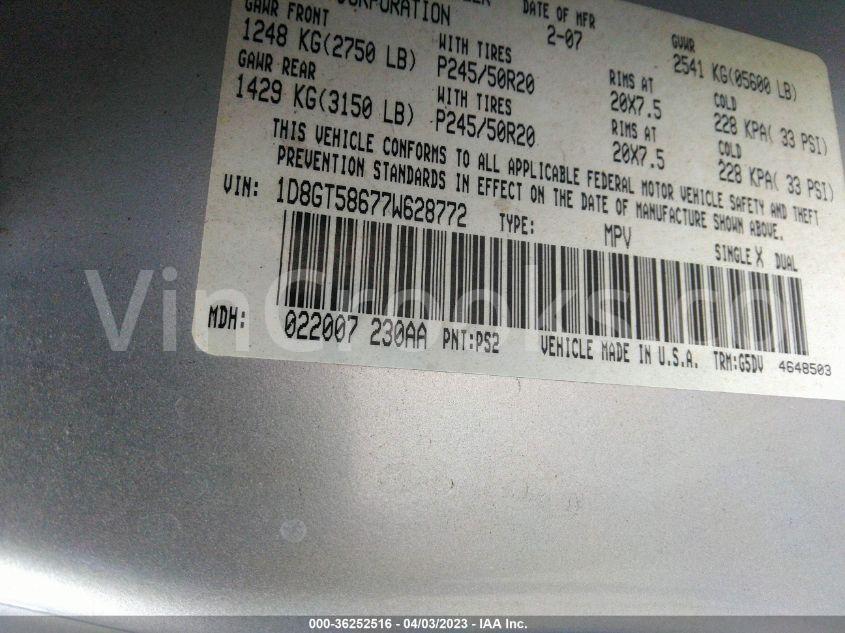 CORPORATION DATE OF MFR GVWR
GAWR FRONT 2-07 2541 KG(05600 LB)
1248 KG(2750 LB) WITH TIRES P245/50R20 RIMS AT 20X7.5 COLD 228 KPA( 33 PSI)
GAWR REAR
1429 KG(3150 LB) WITH TIRES P245/50R20 RIMS AT 20X7.5 COLD 228 KPA( 33 PSI)
THIS VEHICLE CONFORMS TO ALL APPLICABLE FEDERAL MOTOR VEHICLE SAFETY AND THEFT
PREVENTION STANDARDS IN EFFECT ON THE DATE OF MANUFACTURE SHOWN ABOVE.
VIN: 1D8GT58677W628772 TYPE: MPV SINGLE X DUAL
MDH: 022007 230AA PNT:PS2 VEHICLE MADE IN U.S.A. TRM:G5DV 4648503
000-36252516 - 04/03/2023 - IAA Inc.